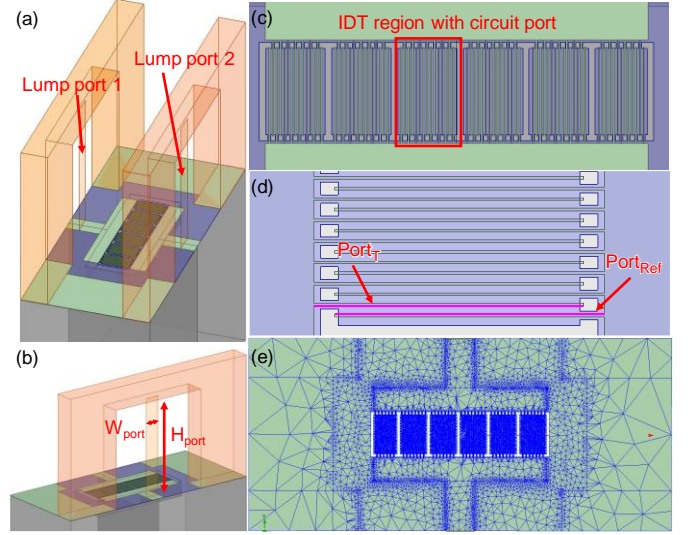 (a)
Lump port 1
Lump port 2
(b)
W_port
H_port
(c)
IDT region with circuit port
(d)
Port_T
Port_Ref
(e)